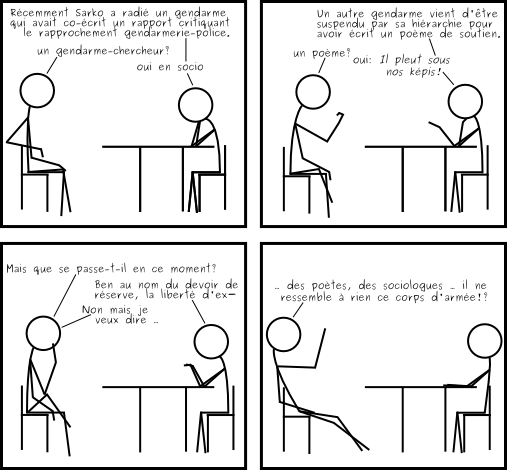 Récemment Sarko a radié un gendarme
qui avait co-écrit un rapport critiquant
le rapprochement gendarmerie-police.
un gendarme-chercheur?
oui en socio
Un autre gendarme vient d'être
suspendu par sa hiérarchie pour
avoir écrit un poème de soutien.
un poème?
oui: Il pleut sous
nos képis!
Mais que se passe-t-il en ce moment?
Ben au nom du devoir de
réserve, la liberté d'ex—
Non mais je
veux dire ..
.. des poètes, des sociologues .. il ne
ressemble à rien ce corps d'armée!?